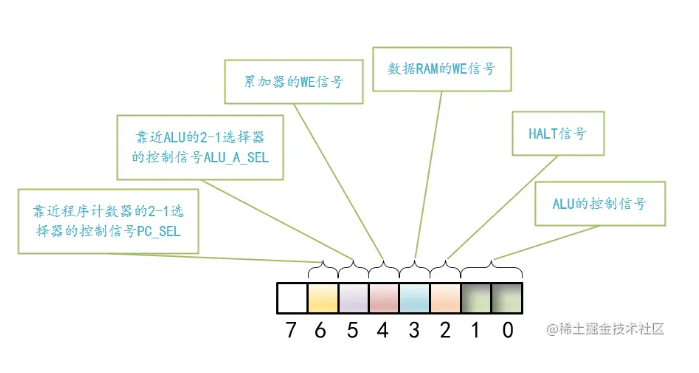 数据RAM的WE信号
累加器的WE信号
靠近ALU的2-1选择器
的控制信号ALU_A_SEL
HALT信号
靠近程序计数器的2-1选
择器的控制信号PC_SEL
ALU的控制信号
7 6 5 4 3 2 1 0
@稀土掘金技术社区